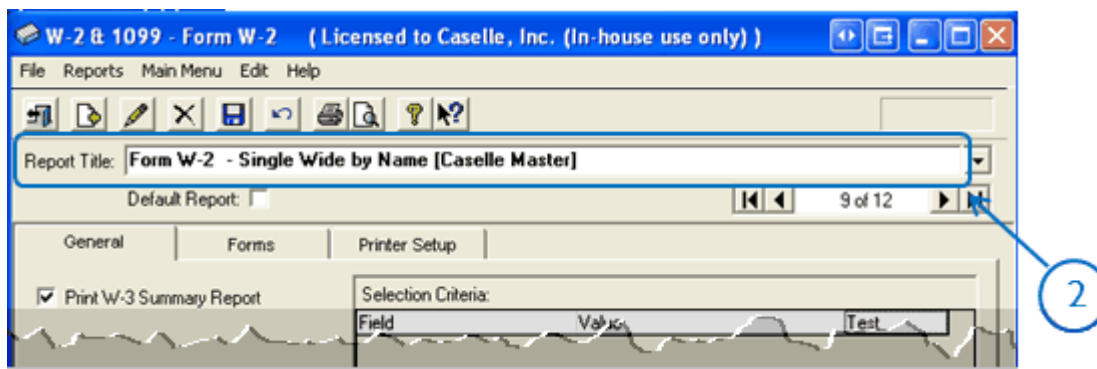 W-2 & 1099 - Form W-2 ( Licensed to Caselle, Inc. (In-house use only) )
File Reports Main Menu Edit Help
Report Title: Form W-2 - Single Wide by Name [Caselle Master]
Default Report: 9 of 12
General Forms Printer Setup
2
Print W-3 Summary Report Selection Criteria:
Field Value Test